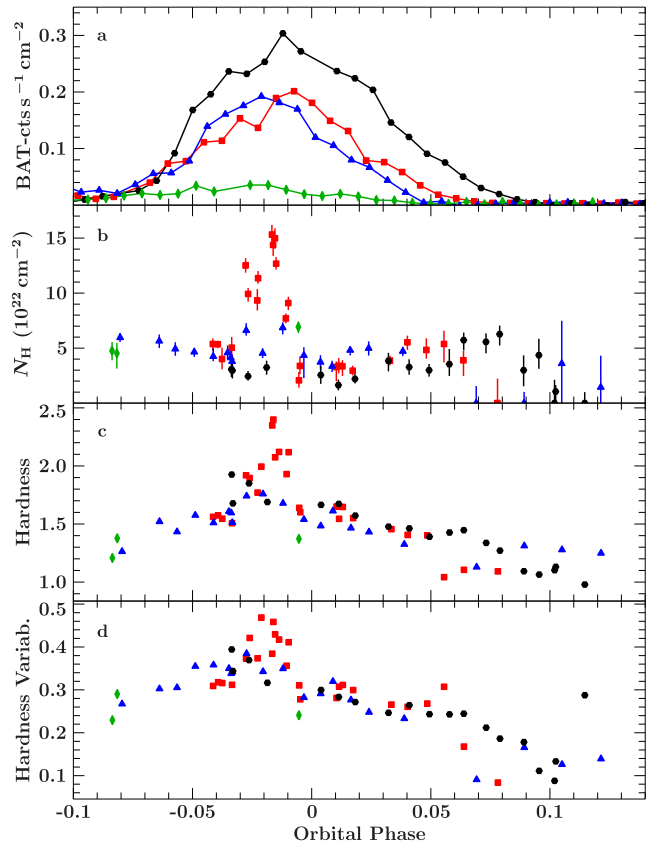 a
0.3
0.2
0.1
BAT-cts s⁻¹ cm⁻²
b
15
10
5
N_H (10²² cm⁻²)
c
2.5
2.0
1.5
1.0
Hardness
d
0.5
0.4
0.3
0.2
0.1
Hardness Variab.
-0.1 -0.05 0 0.05 0.1
Orbital Phase